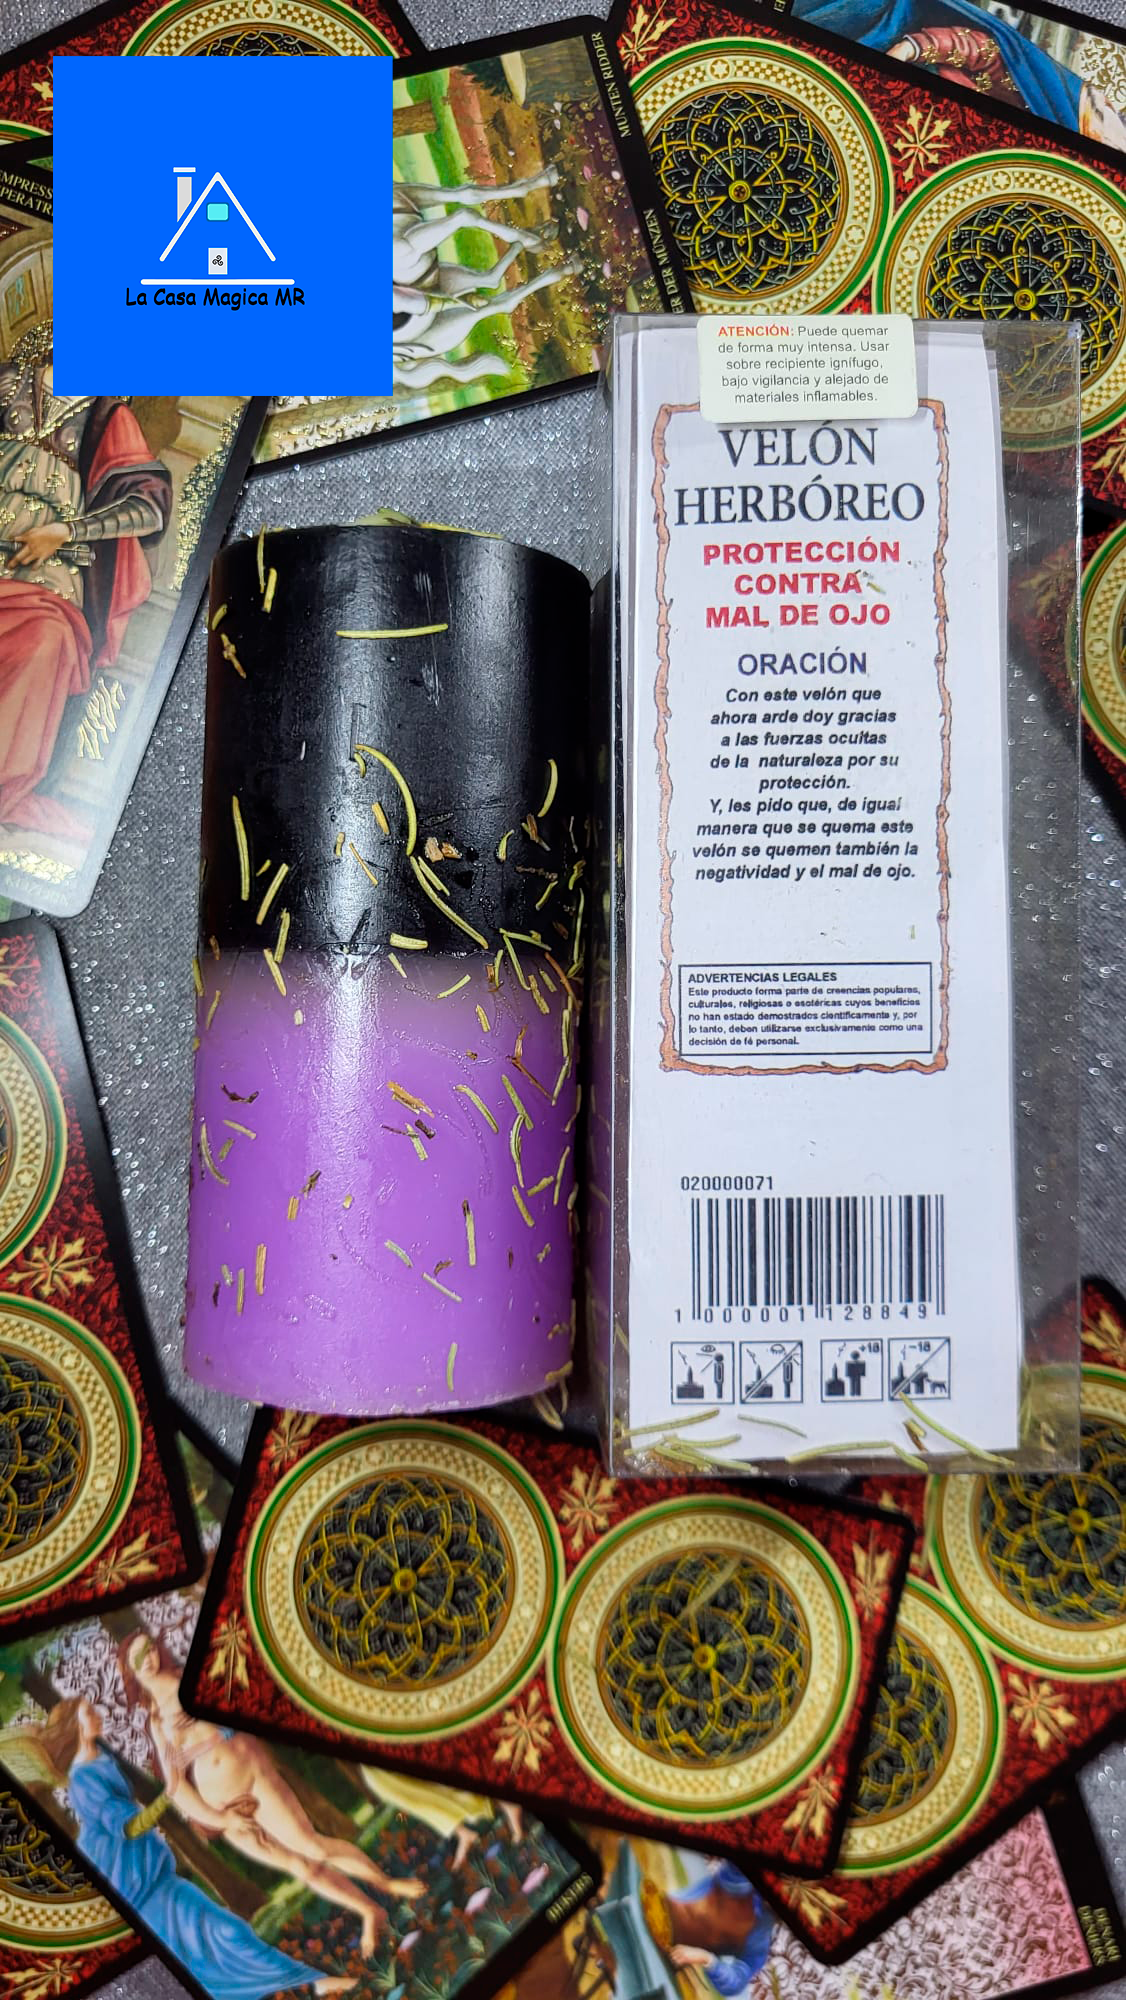 MUNTEN RIDDER
EMPRESS
La Casa Magica MR
ATENCIÓN: Puede quemar
de forma muy intensa. Usar
sobre recipiente ignífugo,
bajo vigilancia y alejado de
materiales inflamables.
VELÓN
HERBÓREO
PROTECCIÓN
CONTRA
MAL DE OJO
ORACIÓN
Con este velón que
ahora arde doy gracias
a las fuerzas ocultas
de la naturaleza por su
protección.
Y, les pido que, de igual
manera que se quema este
velón se quemen también la
negatividad y el mal de ojo.
ADVERTENCIAS LEGALES
Este producto forma parte de creencias populares,
culturales, religiosas o esotéricas cuyos beneficios
no han estado demostrados científicamente y, por
lo tanto, deben utilizarse exclusivamente como una
decisión de fé personal.
020000071
1 000001 128849
+18
-18